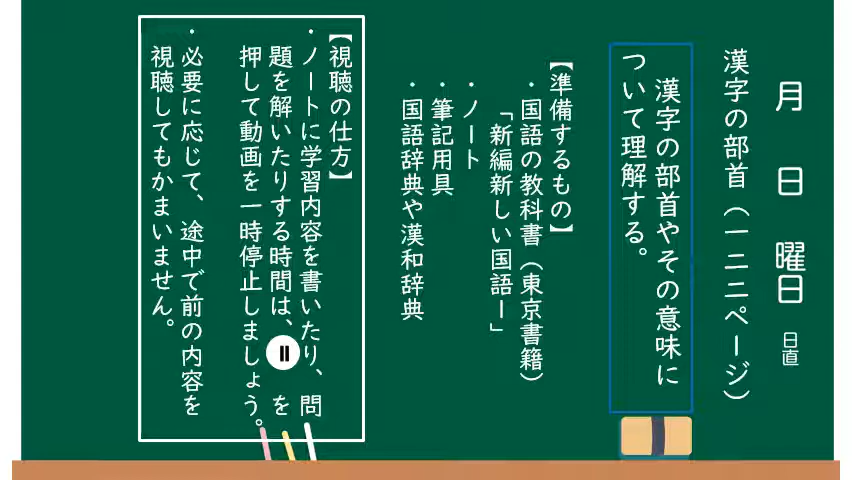 月 日 曜日 日直
漢字の部首(一二二ページ)
漢字の部首やその意味に
ついて理解する。
【準備するもの】
・国語の教科書(東京書籍)
「新編新しい国語１」
・ノート
・筆記用具
・国語辞典や漢和辞典
【視聴の仕方】
・ノートに学習内容を書いたり、問
題を解いたりする時間は、を
押して動画を一時停止しましょう。
・必要に応じて、途中で前の内容を
視聴してもかまいません。